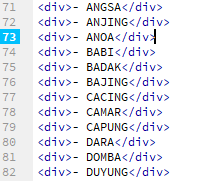 71 <div>- ANGSA</div>
72 <div>- ANJING</div>
73 <div>- ANOA</div>
74 <div>- BABI</div>
75 <div>- BADAK</div>
76 <div>- BAJING</div>
77 <div>- CACING</div>
78 <div>- CAMAR</div>
79 <div>- CAPUNG</div>
80 <div>- DARA</div>
81 <div>- DOMBA</div>
82 <div>- DUYUNG</div>